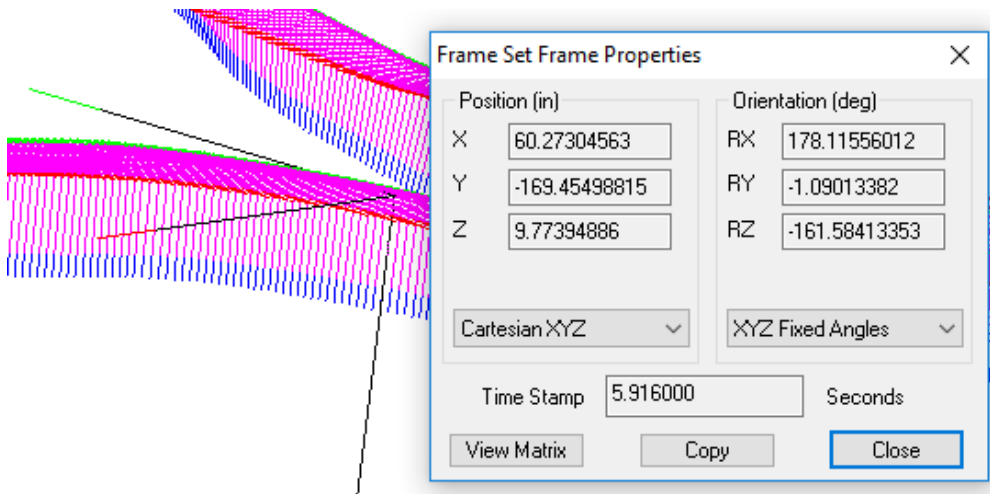 Frame Set Frame Properties
Position (in)
X 60.27304563
Y -169.45498815
Z 9.77394886
Cartesian XYZ
Orientation (deg)
RX 178.11556012
RY -1.09013382
RZ -161.58413353
XYZ Fixed Angles
Time Stamp 5.916000 Seconds
View Matrix Copy Close